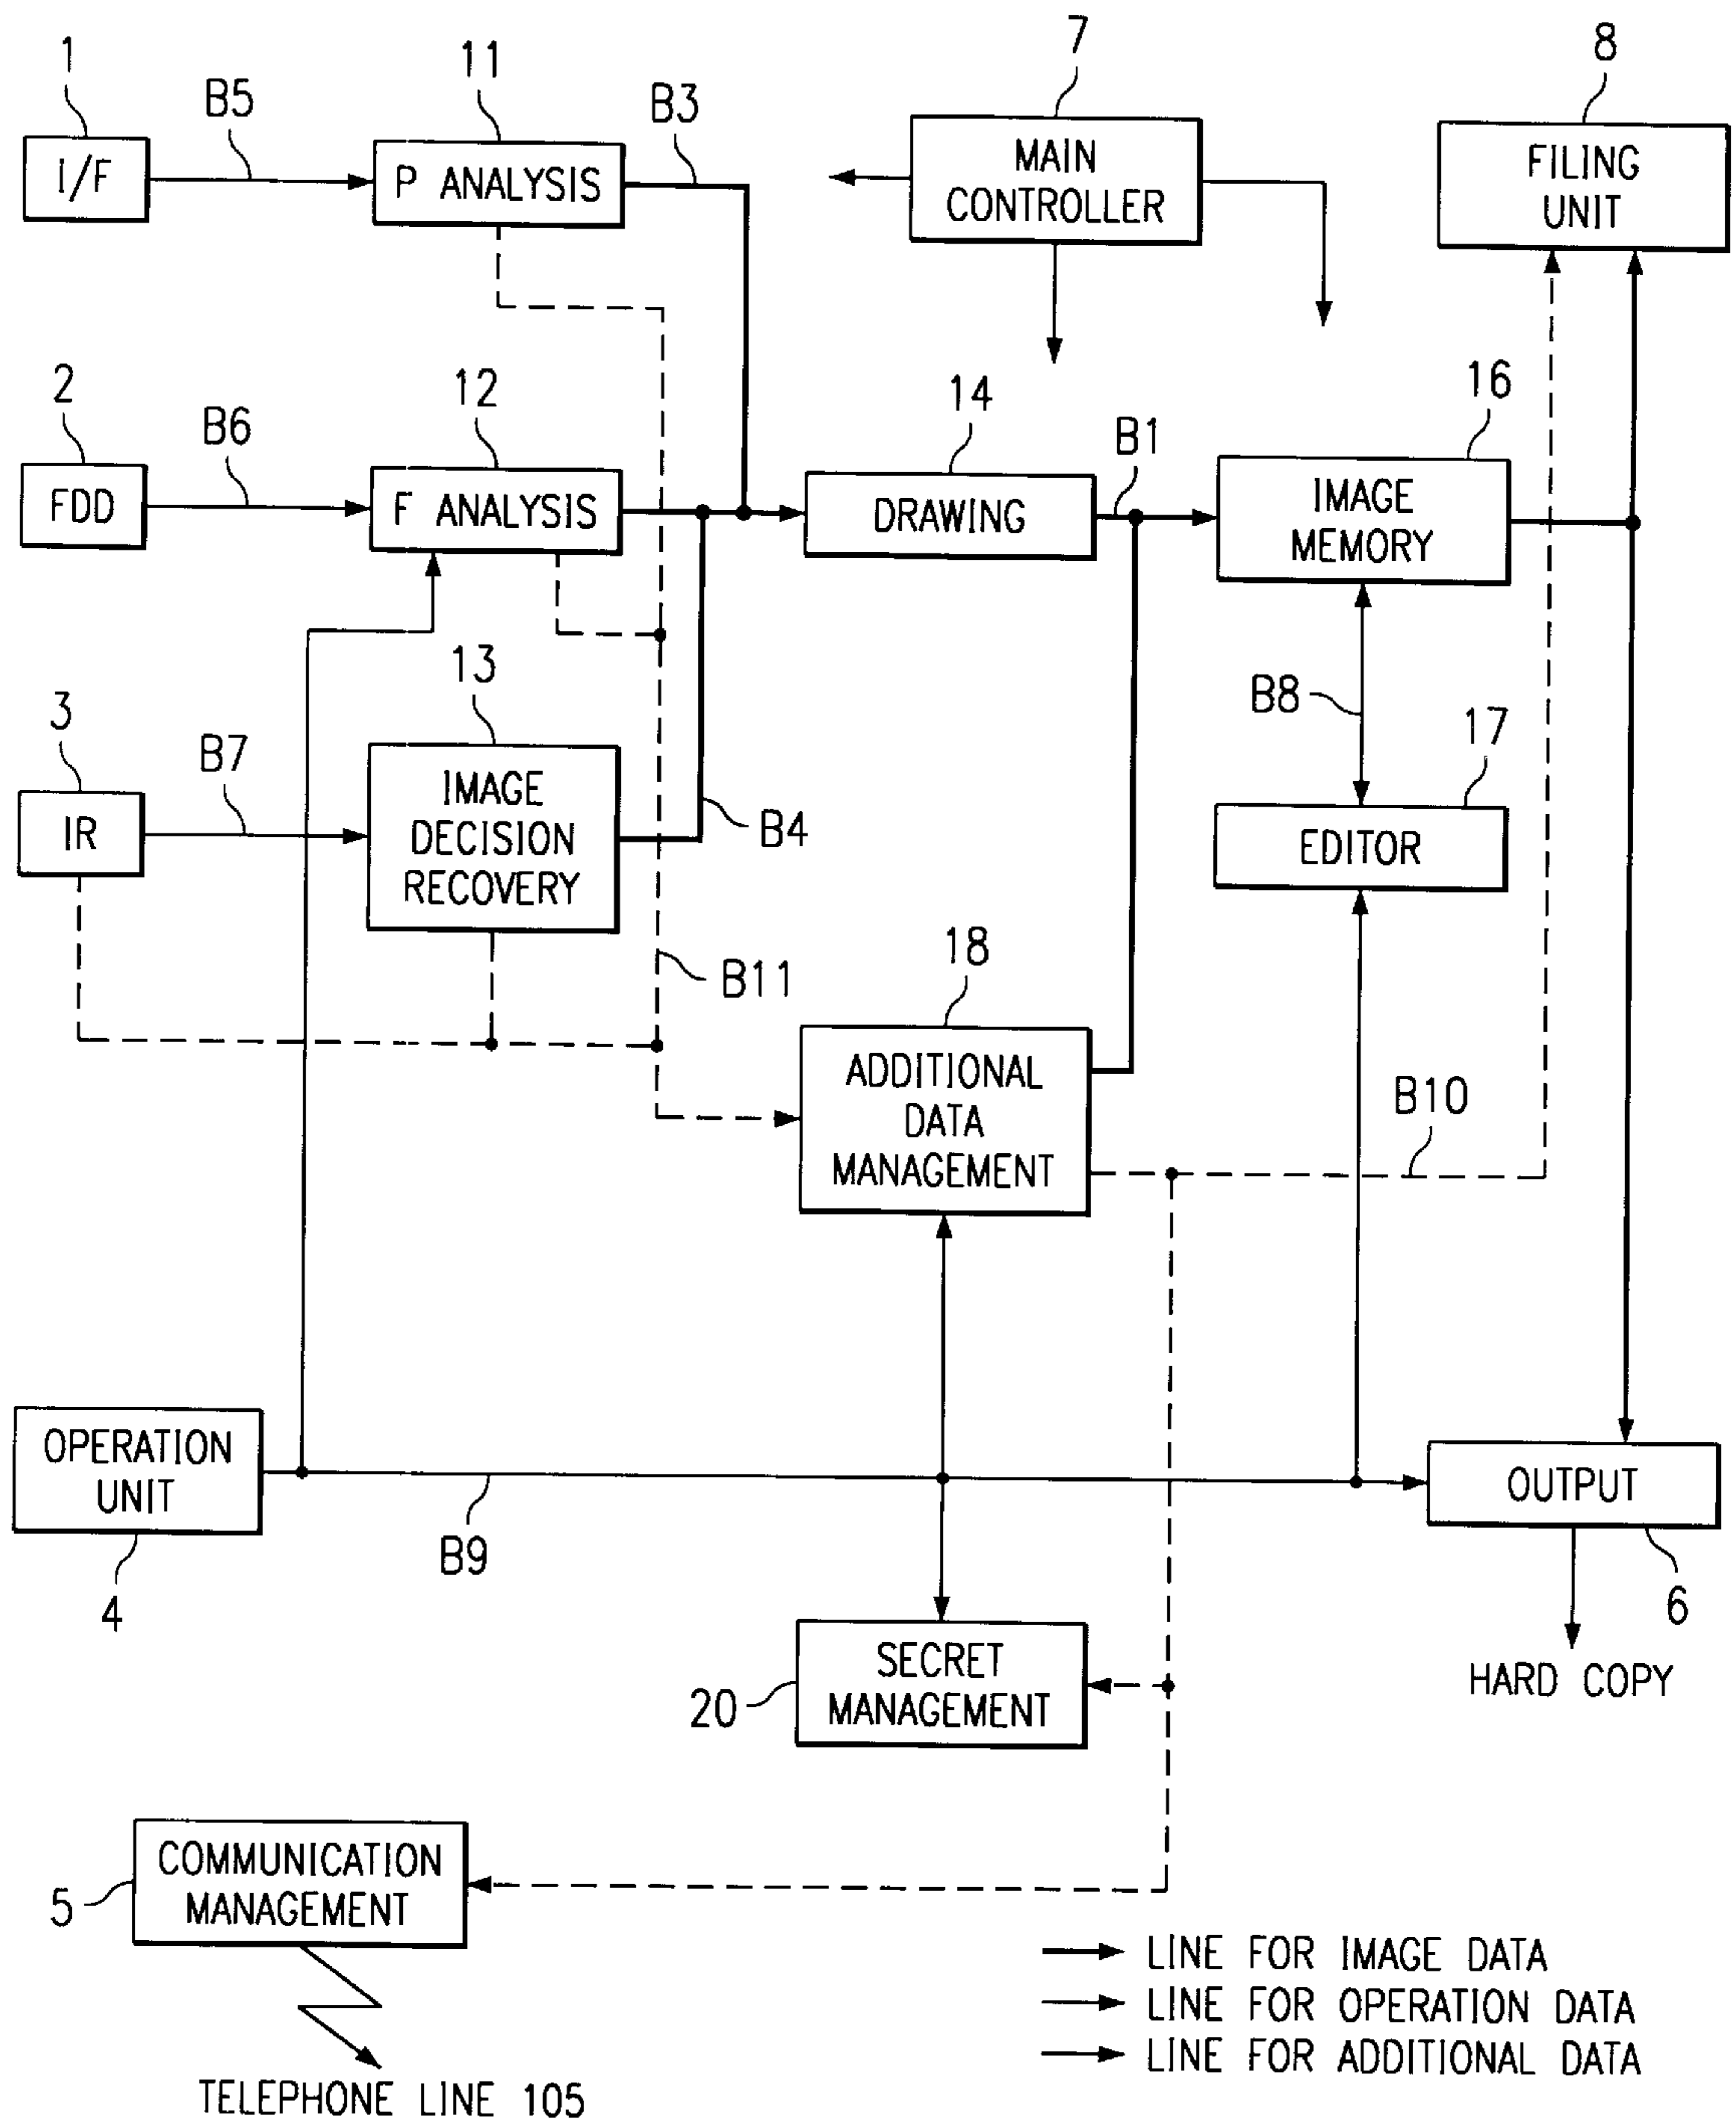 1
B5
11
B3
7
8
I/F
P ANALYSIS
MAIN
CONTROLLER
FILING
UNIT
2
B6
12
14
B1
16
FDD
F ANALYSIS
DRAWING
IMAGE
MEMORY
3
B7
13
B4
B8
17
IR
IMAGE
DECISION
RECOVERY
EDITOR
B11
18
ADDITIONAL
DATA
MANAGEMENT
B10
OPERATION
UNIT
4
B9
OUTPUT
6
HARD COPY
20
SECRET
MANAGEMENT
5
COMMUNICATION
MANAGEMENT
TELEPHONE LINE 105
LINE FOR IMAGE DATA
LINE FOR OPERATION DATA
LINE FOR ADDITIONAL DATA